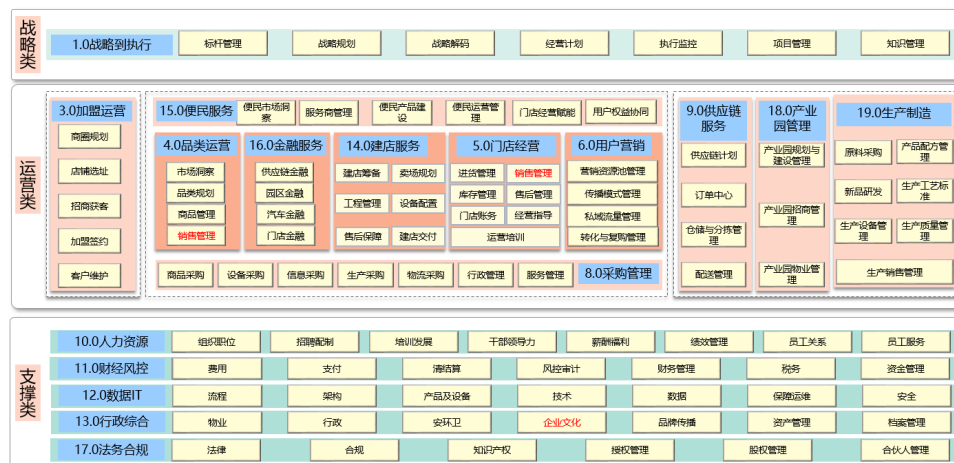 战略类
1.0战略到执行
标杆管理
战略规划
战略解码
经营计划
执行监控
项目管理
知识管理
运营类
3.0加盟运营
商圈规划
店铺选址
招商获客
加盟签约
客户维护
15.0便民服务
便民市场洞
察
服务商管理
便民产品建
设
便民运营管
理
门店经营赋能
用户权益协同
4.0品类运营
市场洞察
品类规划
商品管理
销售管理
16.0金融服务
供应链金融
园区金融
汽车金融
门店金融
14.0建店服务
建店筹备
卖场规划
工程管理
设备配置
售后保障
建店交付
5.0门店经营
进货管理
销售管理
库存管理
售后管理
门店账务
经营指导
运营培训
6.0用户营销
营销资源池管理
传播模式管理
私域流量管理
转化与复购管理
商品采购
设备采购
信息采购
生产采购
物流采购
行政管理
服务管理
8.0采购管理
9.0供应链
服务
供应链计划
订单中心
仓储与分拣管
理
配送管理
18.0产业
园管理
产业园规划与
建设管理
产业园招商管
理
产业园物业管
理
19.0生产制造
原料采购
产品配方管
理
新品研发
生产工艺标
准
生产设备管
理
生产质量管
理
生产销售管理
支撑类
10.0人力资源
组织职位
招聘配制
培训发展
干部领导力
薪酬福利
绩效管理
员工关系
员工服务
11.0财经风控
费用
支付
清结算
风控审计
财务管理
税务
资金管理
12.0数据IT
流程
架构
产品及设备
技术
数据
保障运维
安全
13.0行政综合
物业
行政
安环卫
企业文化
品牌传播
资产管理
档案管理
17.0法务合规
法律
合规
知识产权
授权管理
股权管理
合伙人管理